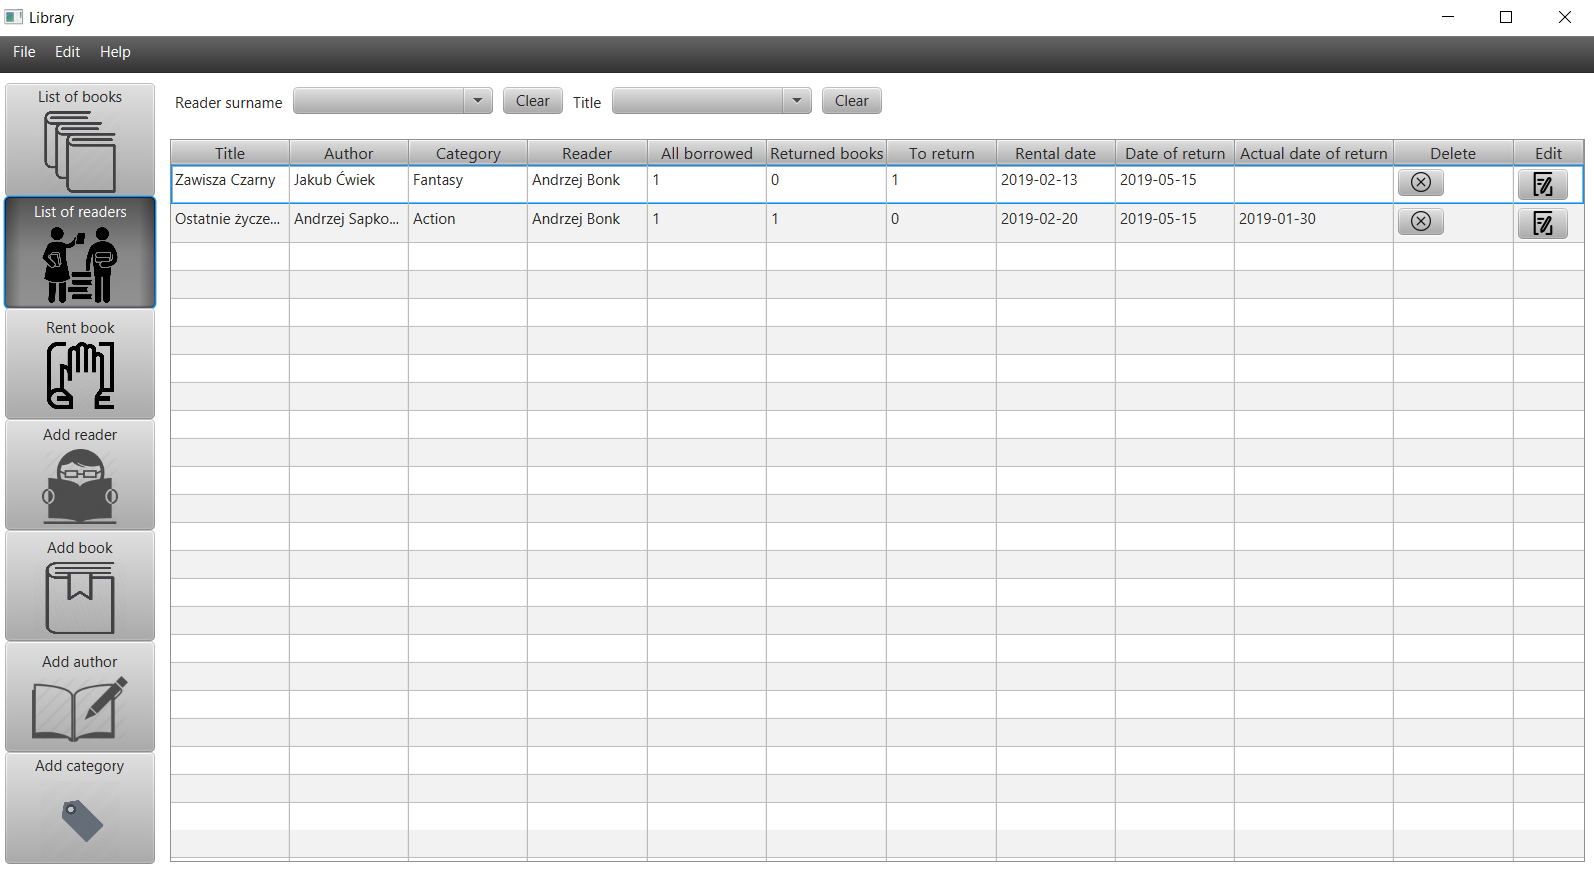 Library
File Edit Help
List of books
List of readers
Rent book
Add reader
Add book
Add author
Add category
Reader surname Clear Title Clear
Title Author Category Reader All borrowed Returned books To return Rental date Date of return Actual date of return Delete Edit
Zawisza Czarny Jakub Ćwiek Fantasy Andrzej Bonk 1 0 1 2019-02-13 2019-05-15
Ostatnie życze... Andrzej Sapko... Action Andrzej Bonk 1 1 0 2019-02-20 2019-05-15 2019-01-30